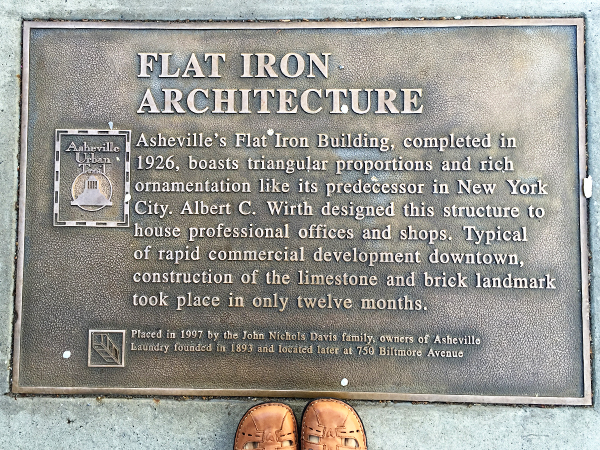 FLAT IRON
ARCHITECTURE
Asheville
Urban
Trail
Asheville's Flat Iron Building, completed in
1926, boasts triangular proportions and rich
ornamentation like its predecessor in New York
City. Albert C. Wirth designed this structure to
house professional offices and shops. Typical
of rapid commercial development downtown,
construction of the limestone and brick landmark
took place in only twelve months.
Placed in 1997 by the John Nichols Davis family, owners of Asheville
Laundry founded in 1893 and located later at 750 Biltmore Avenue